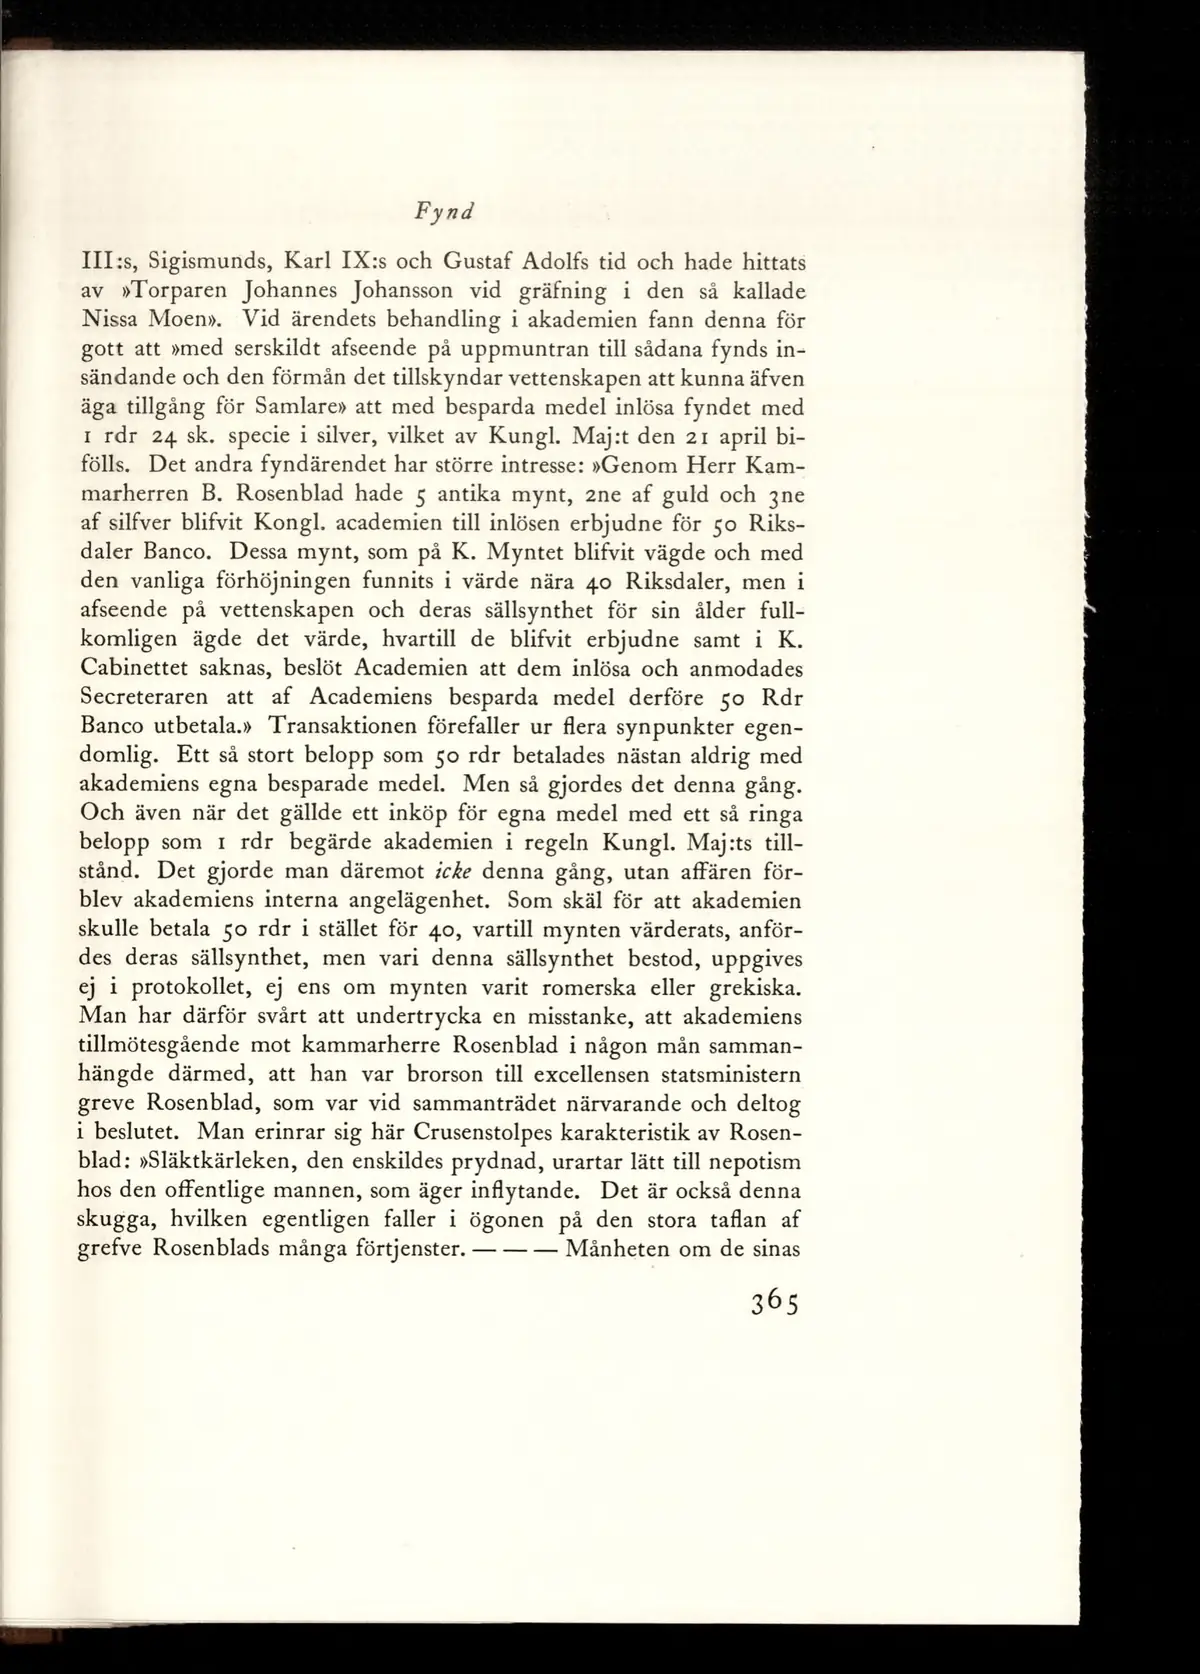 Fynd
III:s, Sigismunds, Karl IX:s och Gustaf Adolfs tid och hade hittats
av »Torparen Johannes Johansson vid gräfning i den så kallade
Nissa Moen». Vid ärendets behandling i akademien fann denna för
gott att »med serskildt afseende på uppmuntran till sådana fynds in-
sändande och den förmån det tillskyndar vettenskapen att kunna äfven
äga tillgång för Samlare» att med besparda medel inlösa fyndet med
1 rdr 24 sk. specie i silver, vilket av Kungl. Maj:t den 21 april bi-
fölls. Det andra fyndärendet har större intresse: »Genom Herr Kam-
marherren B. Rosenblad hade 5 antika mynt, 2ne af guld och 3ne
af silfver blifvit Kongl. academien till inlösen erbjudne för 50 Riks-
daler Banco. Dessa mynt, som på K. Myntet blifvit vägde och med
den vanliga förhöjningen funnits i värde nära 40 Riksdaler, men i
afseende på vettenskapen och deras sällsynthet för sin ålder full-
komligen ägde det värde, hvartill de blifvit erbjudne samt i K.
Cabinettet saknas, beslöt Academien att dem inlösa och anmodades
Secreteraren att af Academiens besparda medel derföre 50 Rdr
Banco utbetala.» Transaktionen förefaller ur flera synpunkter egen-
domlig. Ett så stort belopp som 50 rdr betalades nästan aldrig med
akademiens egna besparade medel. Men så gjordes det denna gång.
Och även när det gällde ett inköp för egna medel med ett så ringa
belopp som 1 rdr begärde akademien i regeln Kungl. Maj:ts till-
stånd. Det gjorde man däremot icke denna gång, utan affären för-
blev akademiens interna angelägenhet. Som skäl för att akademien
skulle betala 50 rdr i stället för 40, vartill mynten värderats, anför-
des deras sällsynthet, men vari denna sällsynthet bestod, uppgives
ej i protokollet, ej ens om mynten varit romerska eller grekiska.
Man har därför svårt att undertrycka en misstanke, att akademiens
tillmötesgående mot kammarherre Rosenblad i någon mån samman-
hängde därmed, att han var brorson till excellensen statsministern
greve Rosenblad, som var vid sammanträdet närvarande och deltog
i beslutet. Man erinrar sig här Crusenstolpes karakteristik av Rosen-
blad: »Släktkärleken, den enskildes prydnad, urartar lätt till nepotism
hos den offentlige mannen, som äger inflytande. Det är också denna
skugga, hvilken egentligen faller i ögonen på den stora taflan af
grefve Rosenblads många förtjenster. — — — Månheten om de sinas
365